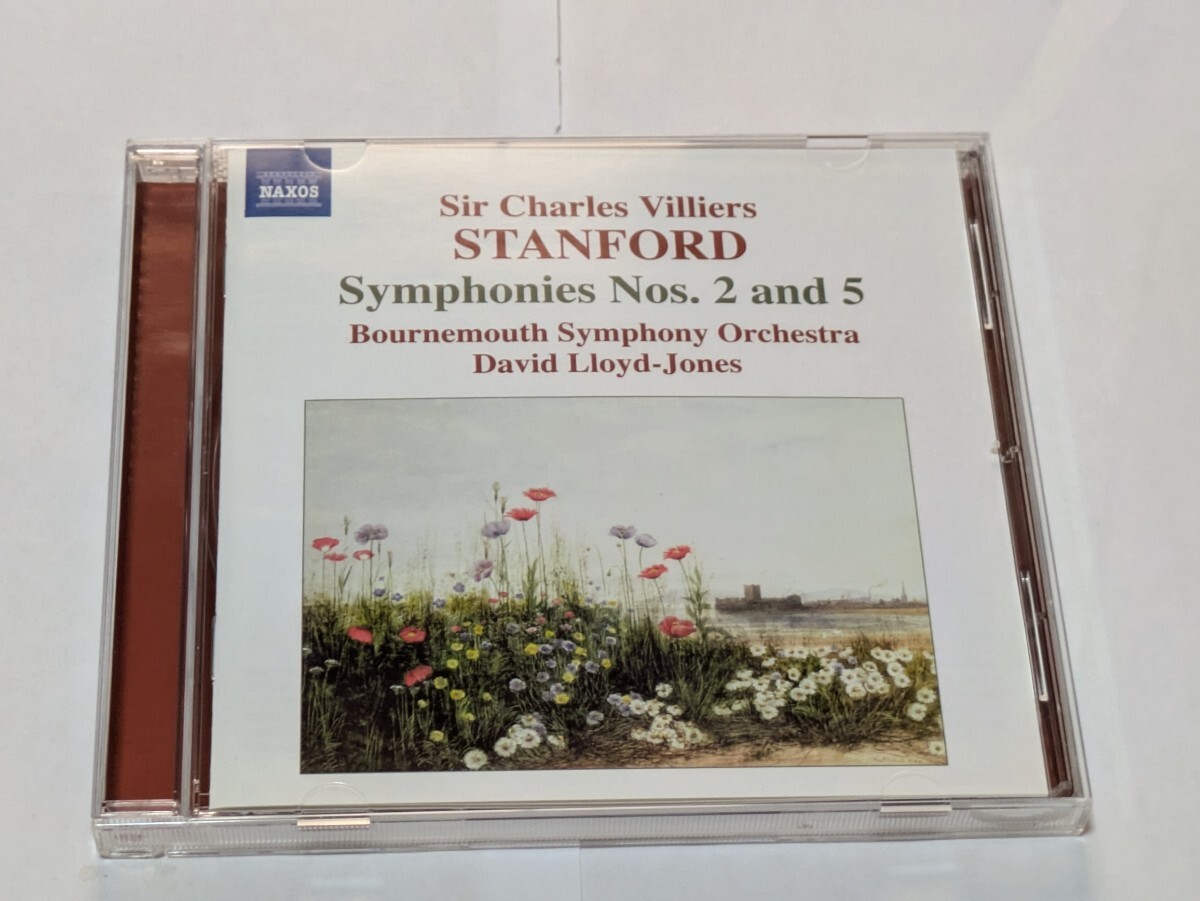 NAXOS
Sir Charles Villiers
STANFORD
Symphonies Nos. 2 and 5
Bournemouth Symphony Orchestra
David Lloyd-Jones